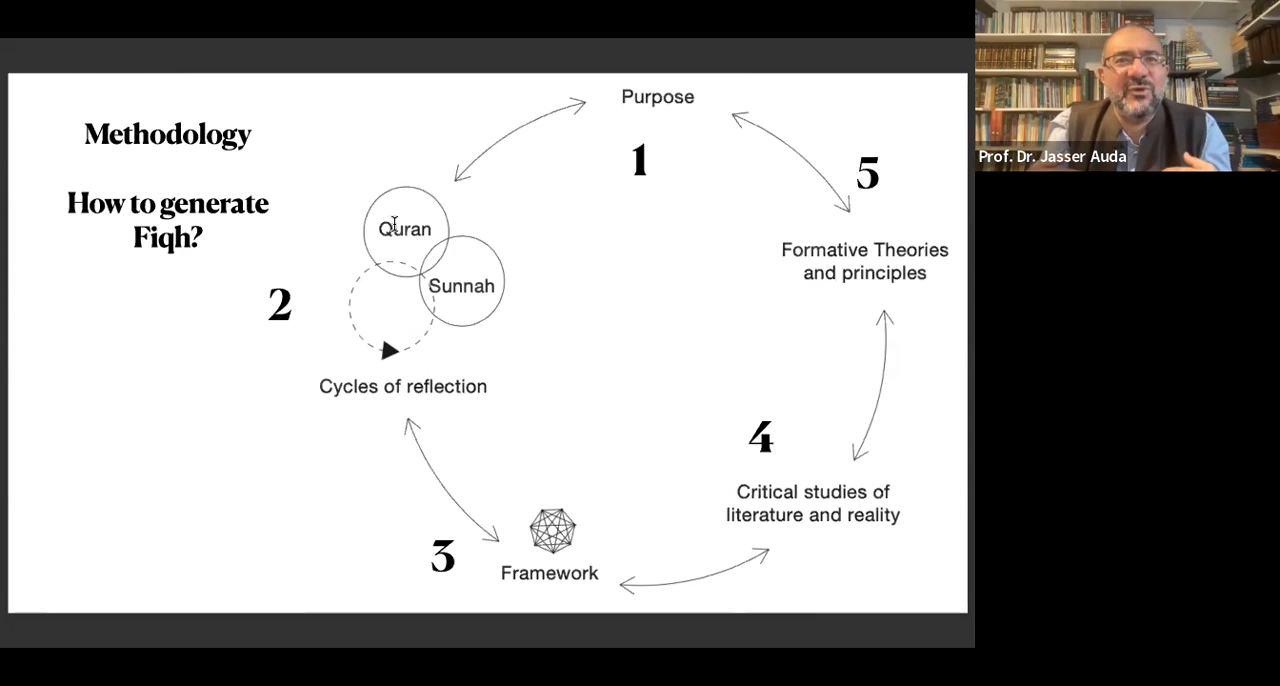 Methodology
How to generate
Fiqh?
Purpose
1
5
Quran
Sunnah
Formative Theories
and principles
2
Cycles of reflection
4
Critical studies of
literature and reality
3
Framework
Prof. Dr. Jasser Auda